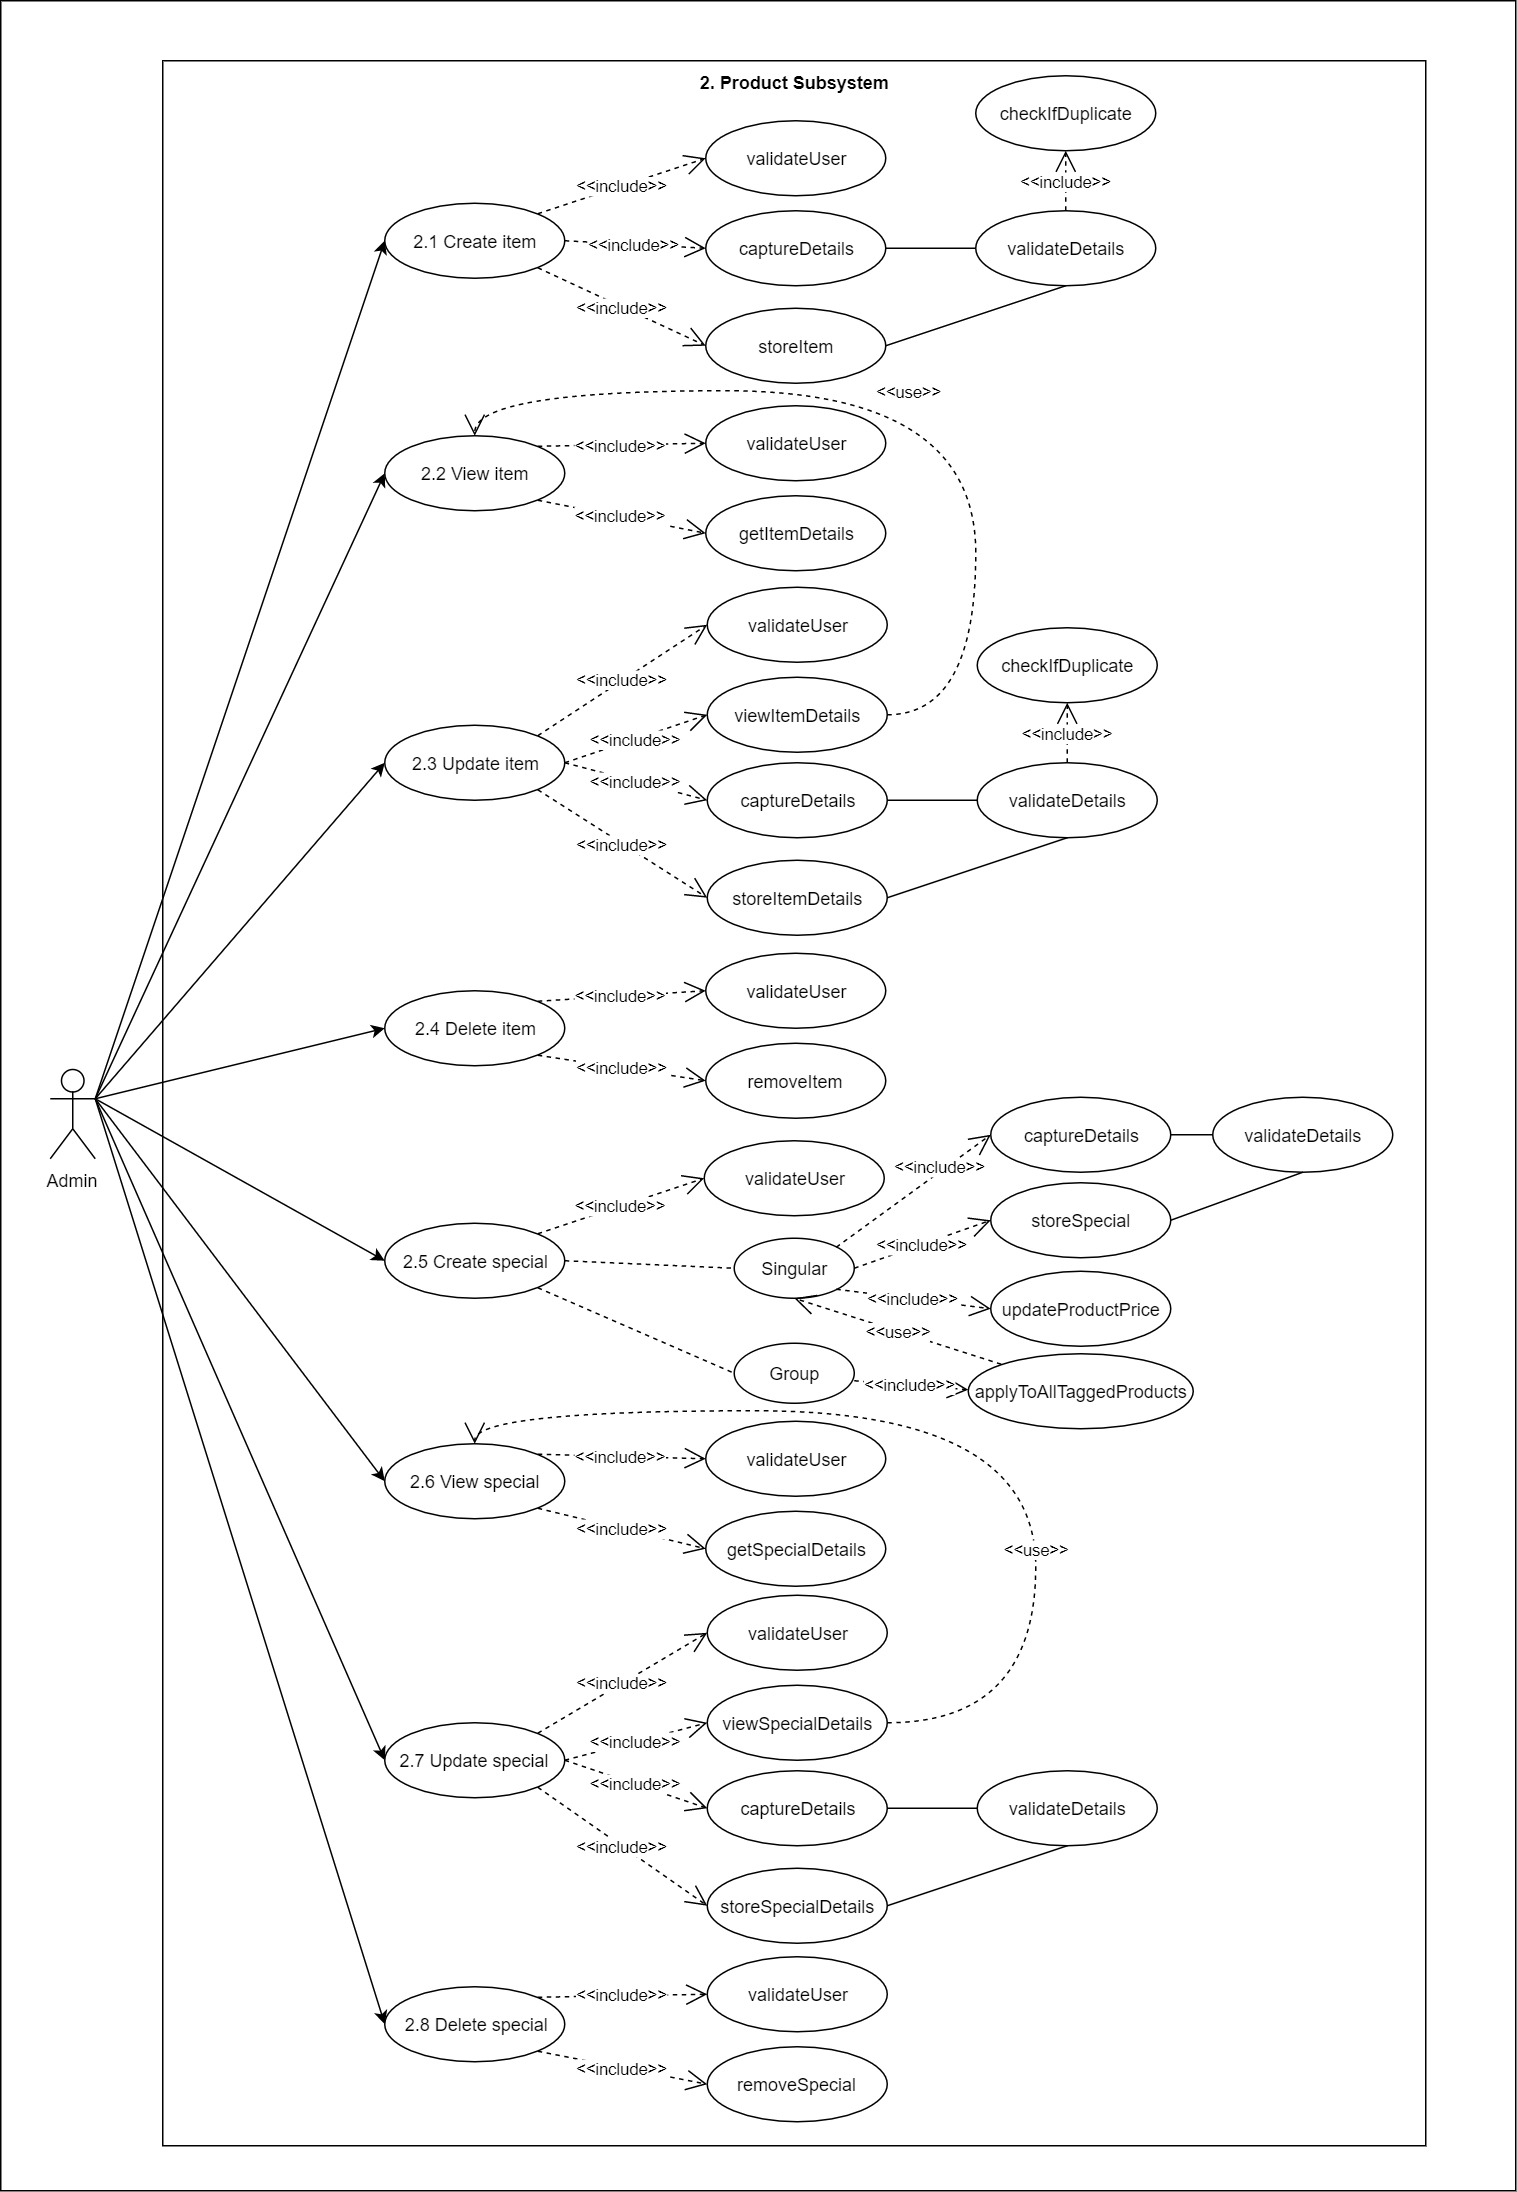 2. Product Subsystem
checkIfDuplicate
validateUser
<<include>>
<<include>>
2.1 Create item
<<include>>
captureDetails
validateDetails
<<include>>
storeItem
<<use>>
validateUser
<<include>>
2.2 View item
<<include>>
getItemDetails
validateUser
checkIfDuplicate
<<include>>
viewItemDetails
<<include>>
<<include>>
2.3 Update item
<<include>>
captureDetails
validateDetails
<<include>>
storeItemDetails
validateUser
<<include>>
2.4 Delete item
<<include>>
removeItem
Admin
captureDetails
validateDetails
<<include>>
validateUser
<<include>>
storeSpecial
<<include>>
2.5 Create special
Singular
<<include>>
updateProductPrice
<<use>>
Group
<<include>>
applyToAllTaggedProducts
validateUser
<<include>>
2.6 View special
<<include>>
getSpecialDetails
<<use>>
validateUser
<<include>>
viewSpecialDetails
<<include>>
2.7 Update special
<<include>>
captureDetails
validateDetails
<<include>>
storeSpecialDetails
validateUser
<<include>>
2.8 Delete special
<<include>>
removeSpecial